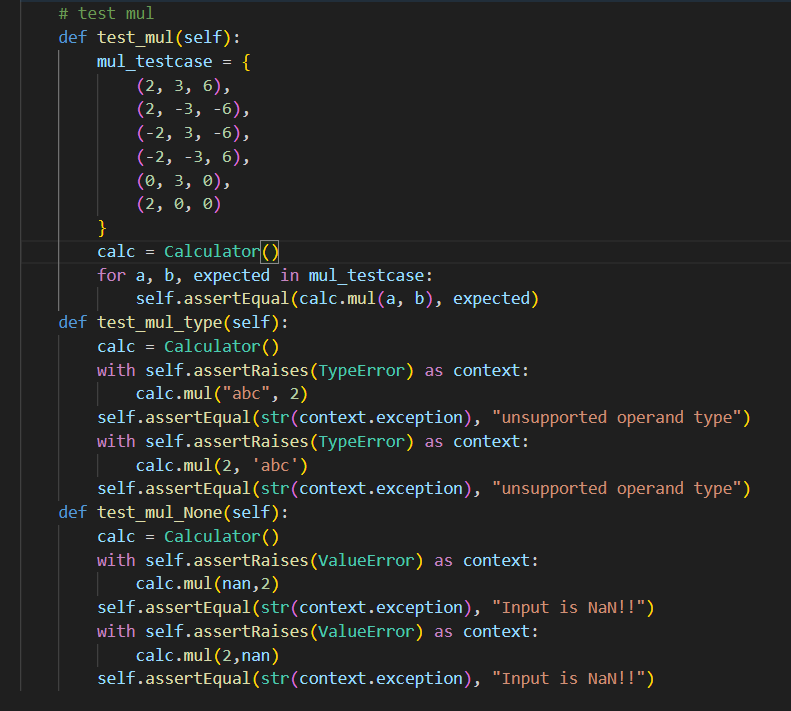 # test mul
def test_mul(self):
    mul_testcase = {
        (2, 3, 6),
        (2, -3, -6),
        (-2, 3, -6),
        (-2, -3, 6),
        (0, 3, 0),
        (2, 0, 0)
    }
    calc = Calculator()
    for a, b, expected in mul_testcase:
        self.assertEqual(calc.mul(a, b), expected)
def test_mul_type(self):
    calc = Calculator()
    with self.assertRaises(TypeError) as context:
        calc.mul("abc", 2)
    self.assertEqual(str(context.exception), "unsupported operand type")
    with self.assertRaises(TypeError) as context:
        calc.mul(2, 'abc')
    self.assertEqual(str(context.exception), "unsupported operand type")
def test_mul_None(self):
    calc = Calculator()
    with self.assertRaises(ValueError) as context:
        calc.mul(nan,2)
    self.assertEqual(str(context.exception), "Input is NaN!!")
    with self.assertRaises(ValueError) as context:
        calc.mul(2,nan)
    self.assertEqual(str(context.exception), "Input is NaN!!")